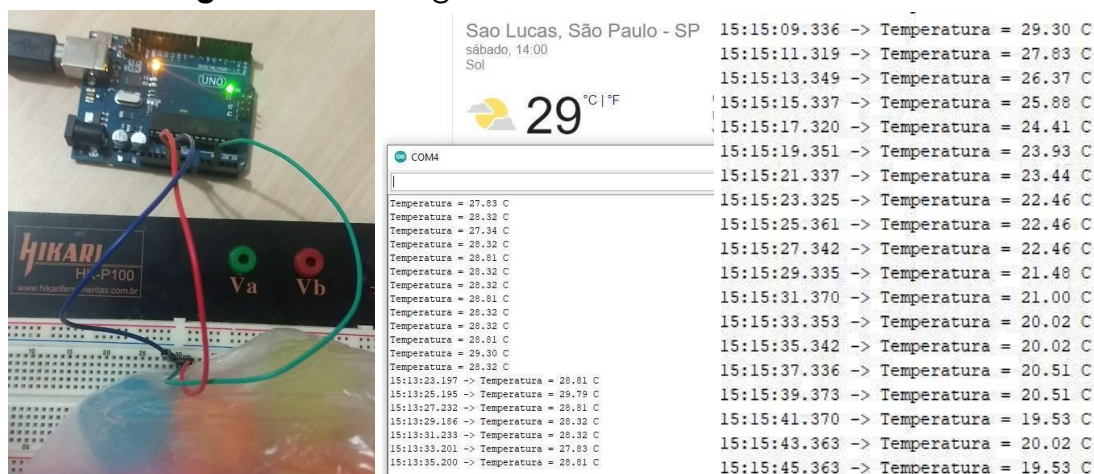 UNO
HIKARI
HK-P100
www.hikariferramentas.com.br
Va
Vb
Sao Lucas, São Paulo - SP
sábado, 14:00
Sol
29 °C | °F
COM4
Temperatura = 27.83 C
Temperatura = 28.32 C
Temperatura = 27.34 C
Temperatura = 28.32 C
Temperatura = 28.81 C
Temperatura = 28.32 C
Temperatura = 28.32 C
Temperatura = 28.81 C
Temperatura = 28.32 C
Temperatura = 28.32 C
Temperatura = 28.81 C
Temperatura = 29.30 C
Temperatura = 28.32 C
15:13:23.197 -> Temperatura = 28.81 C
15:13:25.195 -> Temperatura = 29.79 C
15:13:27.232 -> Temperatura = 28.81 C
15:13:29.186 -> Temperatura = 28.32 C
15:13:31.233 -> Temperatura = 28.32 C
15:13:33.201 -> Temperatura = 27.83 C
15:13:35.200 -> Temperatura = 28.81 C
15:15:09.336 -> Temperatura = 29.30 C
15:15:11.319 -> Temperatura = 27.83 C
15:15:13.349 -> Temperatura = 26.37 C
15:15:15.337 -> Temperatura = 25.88 C
15:15:17.320 -> Temperatura = 24.41 C
15:15:19.351 -> Temperatura = 23.93 C
15:15:21.337 -> Temperatura = 23.44 C
15:15:23.325 -> Temperatura = 22.46 C
15:15:25.361 -> Temperatura = 22.46 C
15:15:27.342 -> Temperatura = 22.46 C
15:15:29.335 -> Temperatura = 21.48 C
15:15:31.370 -> Temperatura = 21.00 C
15:15:33.353 -> Temperatura = 20.02 C
15:15:35.342 -> Temperatura = 20.02 C
15:15:37.336 -> Temperatura = 20.51 C
15:15:39.373 -> Temperatura = 20.51 C
15:15:41.370 -> Temperatura = 19.53 C
15:15:43.363 -> Temperatura = 20.02 C
15:15:45.363 -> Temperatura = 19.53 C